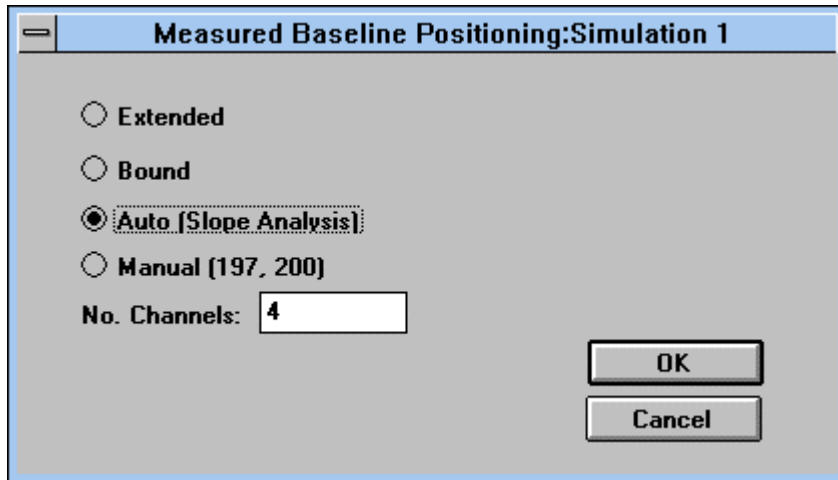 Measured Baseline Positioning:Simulation 1
Extended
Bound
Auto (Slope Analysis)
Manual (197, 200)
No. Channels: 4
OK
Cancel